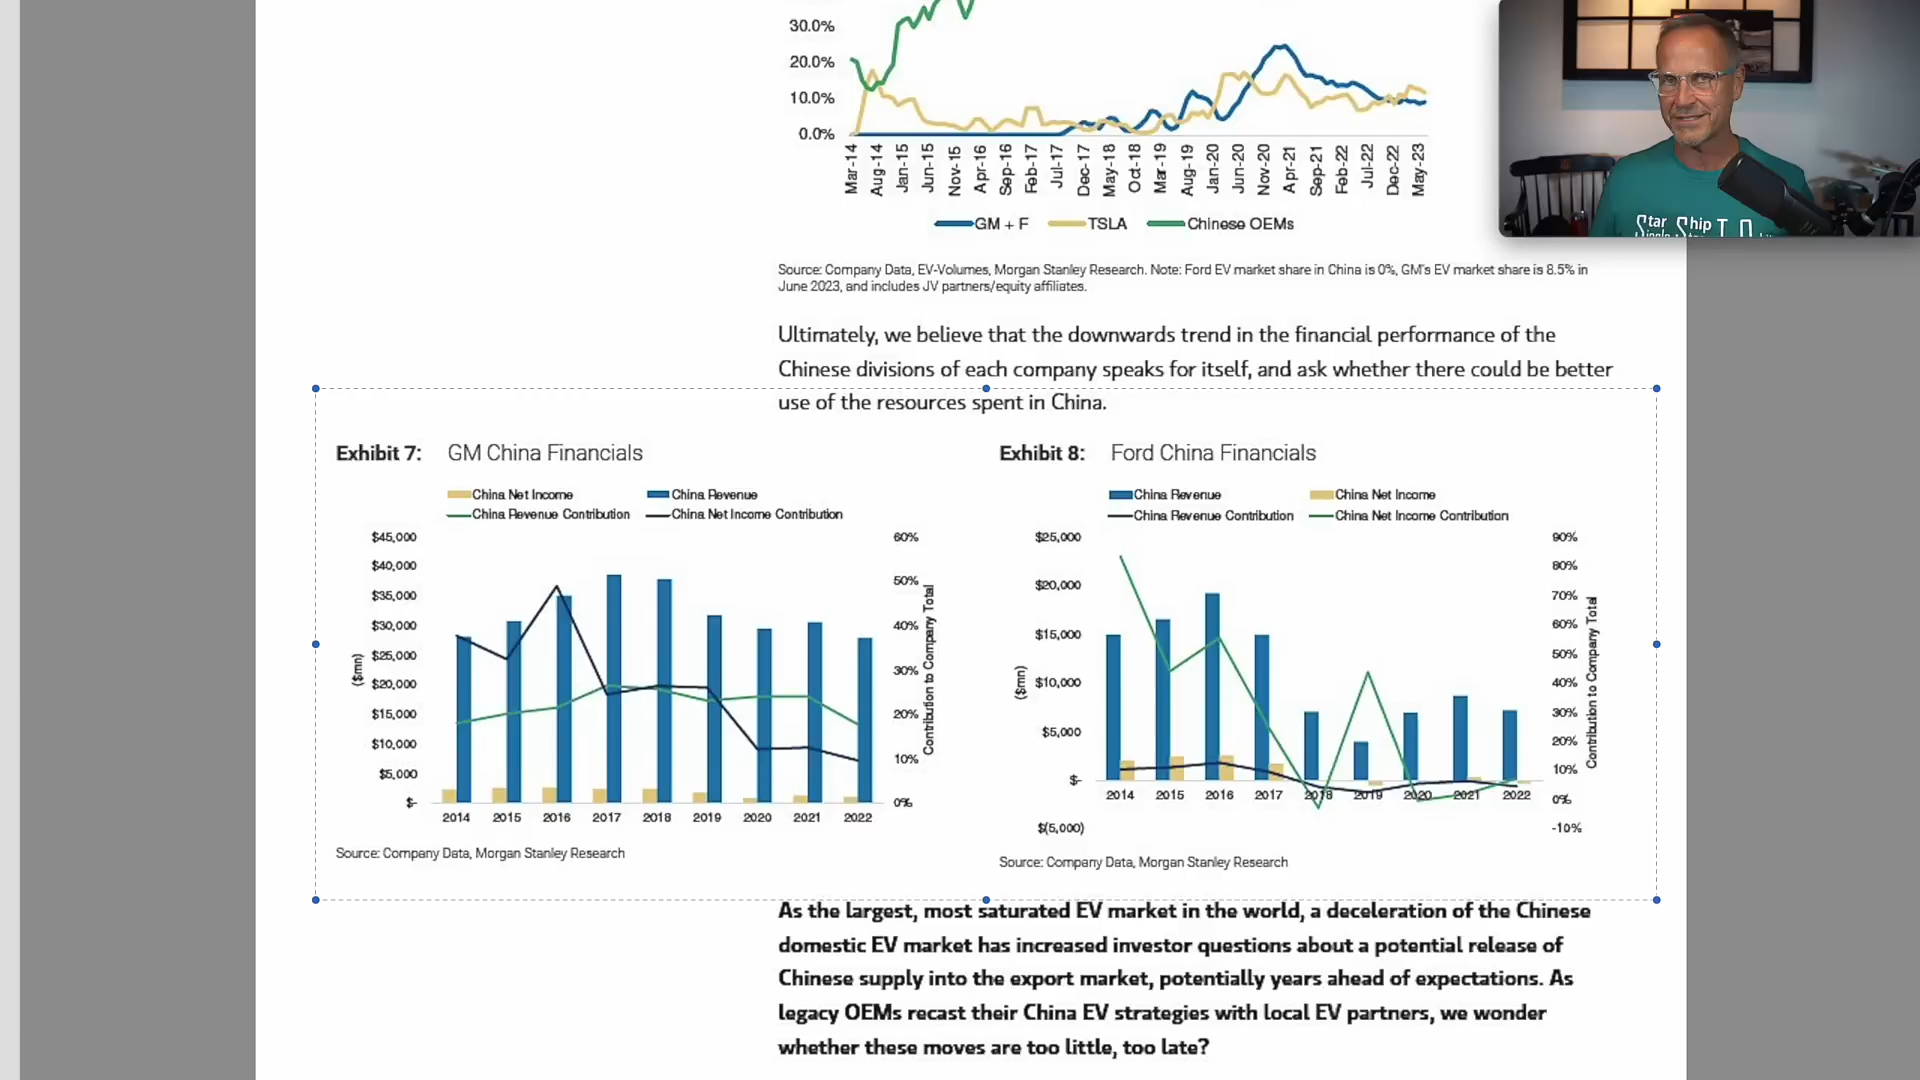 30.0%
20.0%
10.0%
0.0%
Mar-14
Aug-14
Jan-15
Jun-15
Nov-15
Apr-16
Sep-16
Feb-17
Jul-17
Dec-17
May-18
Oct-18
Mar-19
Aug-19
Jan-20
Jun-20
Nov-20
Apr-21
Sep-21
Feb-22
Jul-22
Dec-22
May-23
GM + F TSLA Chinese OEMs
Star Ship
Source: Company Data, EV-Volumes, Morgan Stanley Research. Note: Ford EV market share in China is 0%, GM's EV market share is 8.5% in
June 2023, and includes JV partners/equity affiliates.
Ultimately, we believe that the downwards trend in the financial performance of the
Chinese divisions of each company speaks for itself, and ask whether there could be better
use of the resources spent in China.
Exhibit 7: GM China Financials
China Net Income China Revenue
China Revenue Contribution China Net Income Contribution
$45,000
$40,000
$35,000
$30,000
$25,000
$20,000
$15,000
$10,000
$5,000
$-
($mn)
60%
50%
40%
30%
20%
10%
0%
Contribution to Company Total
2014 2015 2016 2017 2018 2019 2020 2021 2022
Source: Company Data, Morgan Stanley Research
Exhibit 8: Ford China Financials
China Revenue China Net Income
China Revenue Contribution China Net Income Contribution
$25,000
$20,000
$15,000
$10,000
$5,000
$-
$(5,000)
($mn)
90%
80%
70%
60%
50%
40%
30%
20%
10%
0%
-10%
Contribution to Company Total
2014 2015 2016 2017 2018 2019 2020 2021 2022
Source: Company Data, Morgan Stanley Research
As the largest, most saturated EV market in the world, a deceleration of the Chinese
domestic EV market has increased investor questions about a potential release of
Chinese supply into the export market, potentially years ahead of expectations. As
legacy OEMs recast their China EV strategies with local EV partners, we wonder
whether these moves are too little, too late?